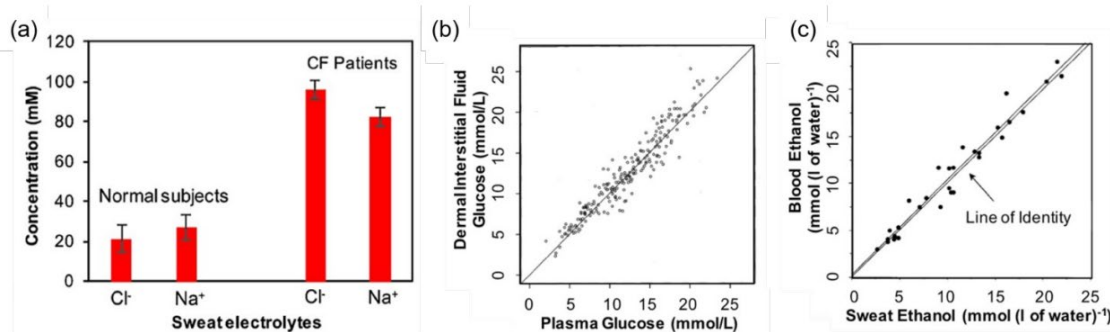 (a)
Concentration (mM)
120
100
80
60
40
20
0
Normal subjects
CF Patients
Cl-
Na+
Cl-
Na+
Sweat electrolytes
(b)
Dermal Interstitial Fluid
Glucose (mmol/L)
25
20
15
10
5
0
0 5 10 15 20 25
Plasma Glucose (mmol/L)
(c)
Blood Ethanol
(mmol (l of water)-1)
25
20
15
10
5
0
Line of Identity
0 5 10 15 20 25
Sweat Ethanol (mmol (l of water)-1)